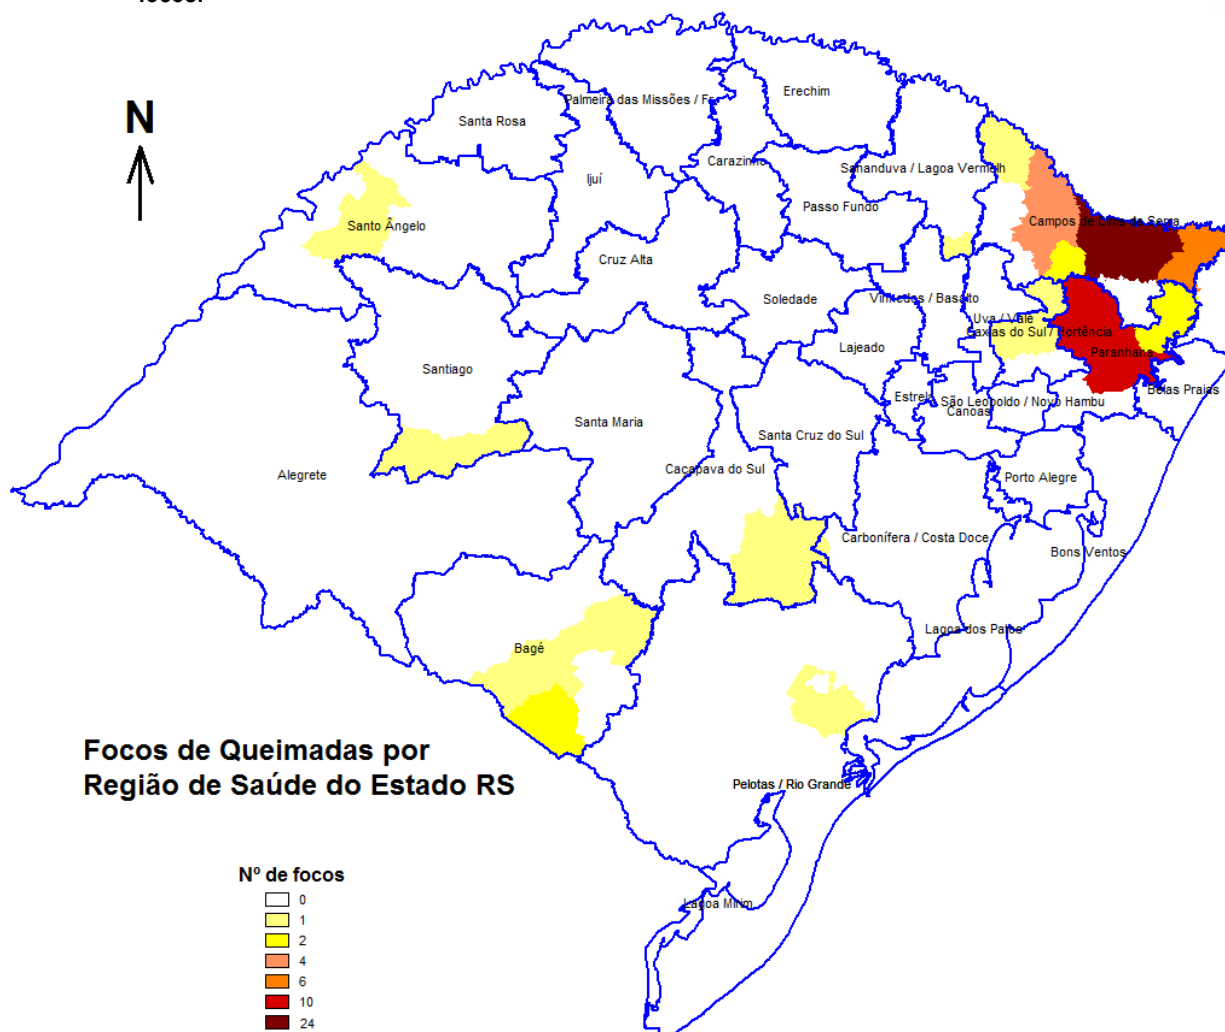 N
Palmeira das Missões / Fr
Erechim
Santa Rosa
Carazinho
Sananduva / Lagoa Vermelh
Ijuí
Passo Fundo
Santo Ângelo
Campos de Cima da Serra
Cruz Alta
Soledade
Vinhedos / Basalto
Uva / Vale
Caxias do Sul / Hortência
Lajeado
Paranhana
Santiago
Belas Praias
Estrela
São Leopoldo / Novo Hambu
Canoas
Santa Maria
Santa Cruz do Sul
Caçapava do Sul
Alegrete
Porto Alegre
Carbonífera / Costa Doce
Bons Ventos
Lagoa dos Patos
Bagé
Focos de Queimadas por
Região de Saúde do Estado RS
Pelotas / Rio Grande
Lagoa Mirim
Nº de focos
0
1
2
4
6
10
24